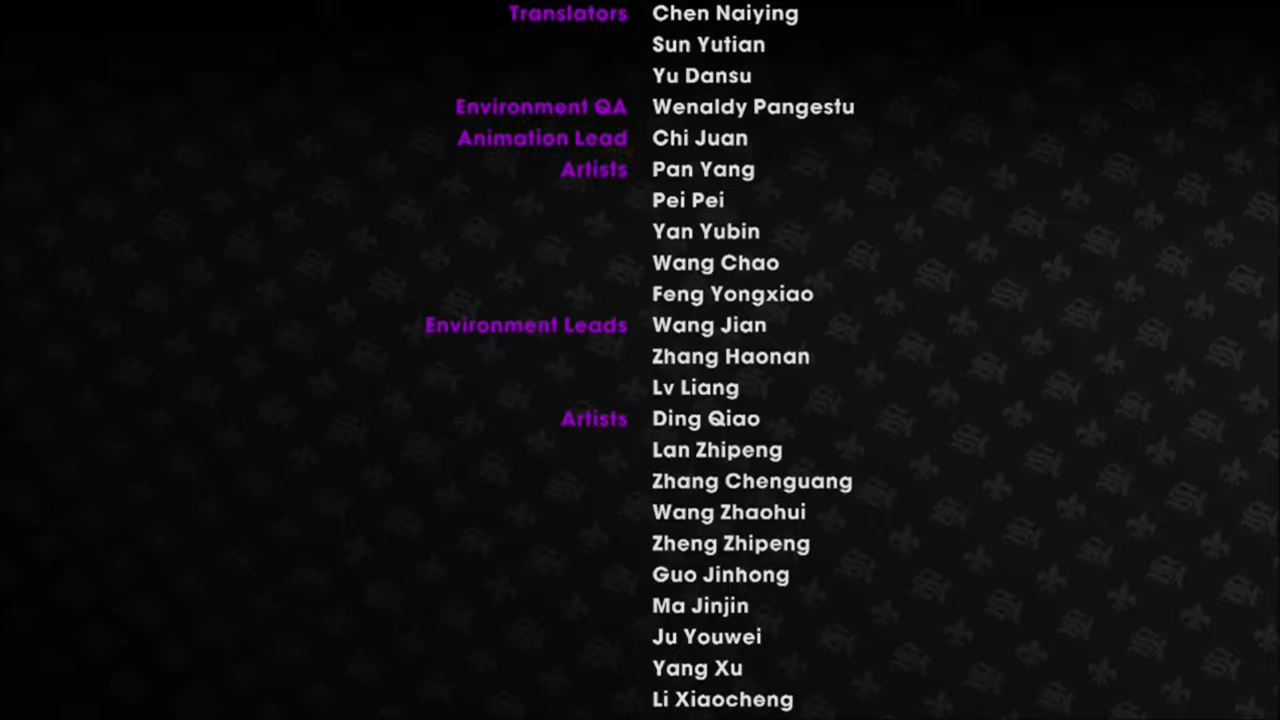 Translators Chen Naiying
Sun Yutian
Yu Dansu
Environment QA Wenaldy Pangestu
Animation Lead Chi Juan
Artists Pan Yang
Pei Pei
Yan Yubin
Wang Chao
Feng Yongxiao
Environment Leads Wang Jian
Zhang Haonan
Lv Liang
Artists Ding Qiao
Lan Zhipeng
Zhang Chenguang
Wang Zhaohui
Zheng Zhipeng
Guo Jinhong
Ma Jinjin
Ju Youwei
Yang Xu
Li Xiaocheng